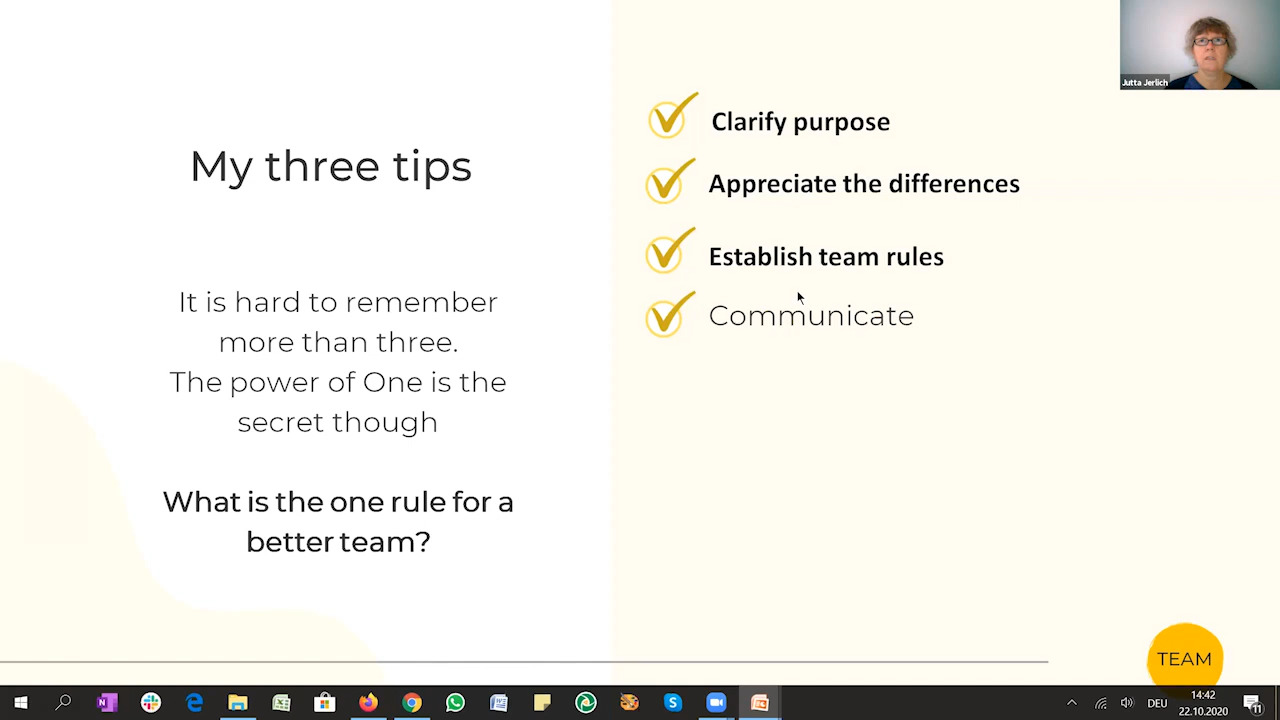 My three tips
It is hard to remember
more than three.
The power of One is the
secret though
What is the one rule for a
better team?
Clarify purpose
Appreciate the differences
Establish team rules
Communicate
Jutta Jerlich
TEAM
DEU
14:42
22.10.2020
11